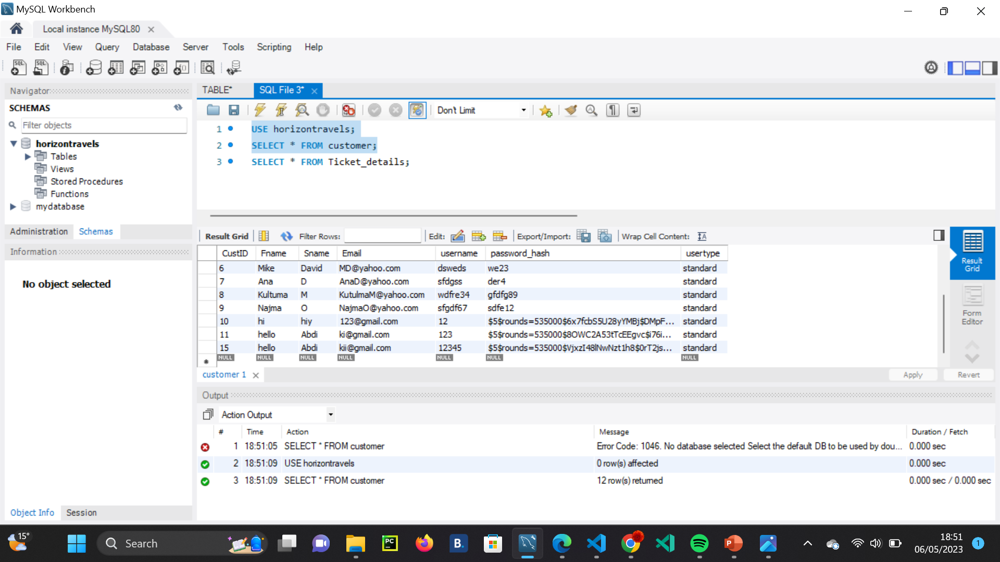 MySQL Workbench
Local instance MySQL80
File Edit View Query Database Server Tools Scripting Help
Navigator
SCHEMAS
Filter objects
horizontravels
Tables
Views
Stored Procedures
Functions
mydatabase
Administration Schemas
Information
No object selected
Object Info Session
TABLE* SQL File 3*
Don't Limit
1 USE horizontravels;
2 SELECT * FROM customer;
3 SELECT * FROM Ticket_details;
Result Grid Filter Rows: Edit: Export/Import: Wrap Cell Content:
CustID Fname Sname Email username password_hash usertype
6 Mike David MD@yahoo.com dsweds we23 standard
7 Ana D AnaD@yahoo.com sfdgss der4 standard
8 Kultuma M KutulmaM@yahoo.com wdfre34 gfdfg89 standard
9 Najma O NajmaO@yahoo.com sfgdf67 sdfe12 standard
10 hi hiy 123@gmail.com 12 $5$rounds=535000$6x7fcbS5U28yYMBj$DMpF... standard
11 hello Abdi ki@gmail.com 123 $5$rounds=535000$8OWC2A53tTcEEgvc$i76i... standard
15 hello Abdi kii@gmail.com 12345 $5$rounds=535000$VjxzI48lNwNzt1h8$0rT2js... standard
NULL NULL NULL NULL NULL NULL NULL
Result Grid
Form Editor
customer 1
Apply Revert
Output
Action Output
# Time Action Message Duration / Fetch
1 18:51:05 SELECT * FROM customer Error Code: 1046. No database selected Select the default DB to be used by dou... 0.000 sec
2 18:51:09 USE horizontravels 0 row(s) affected 0.000 sec
3 18:51:09 SELECT * FROM customer 12 row(s) returned 0.000 sec / 0.000 sec
15°
Search
PC
B.
P
18:51
06/05/2023
1